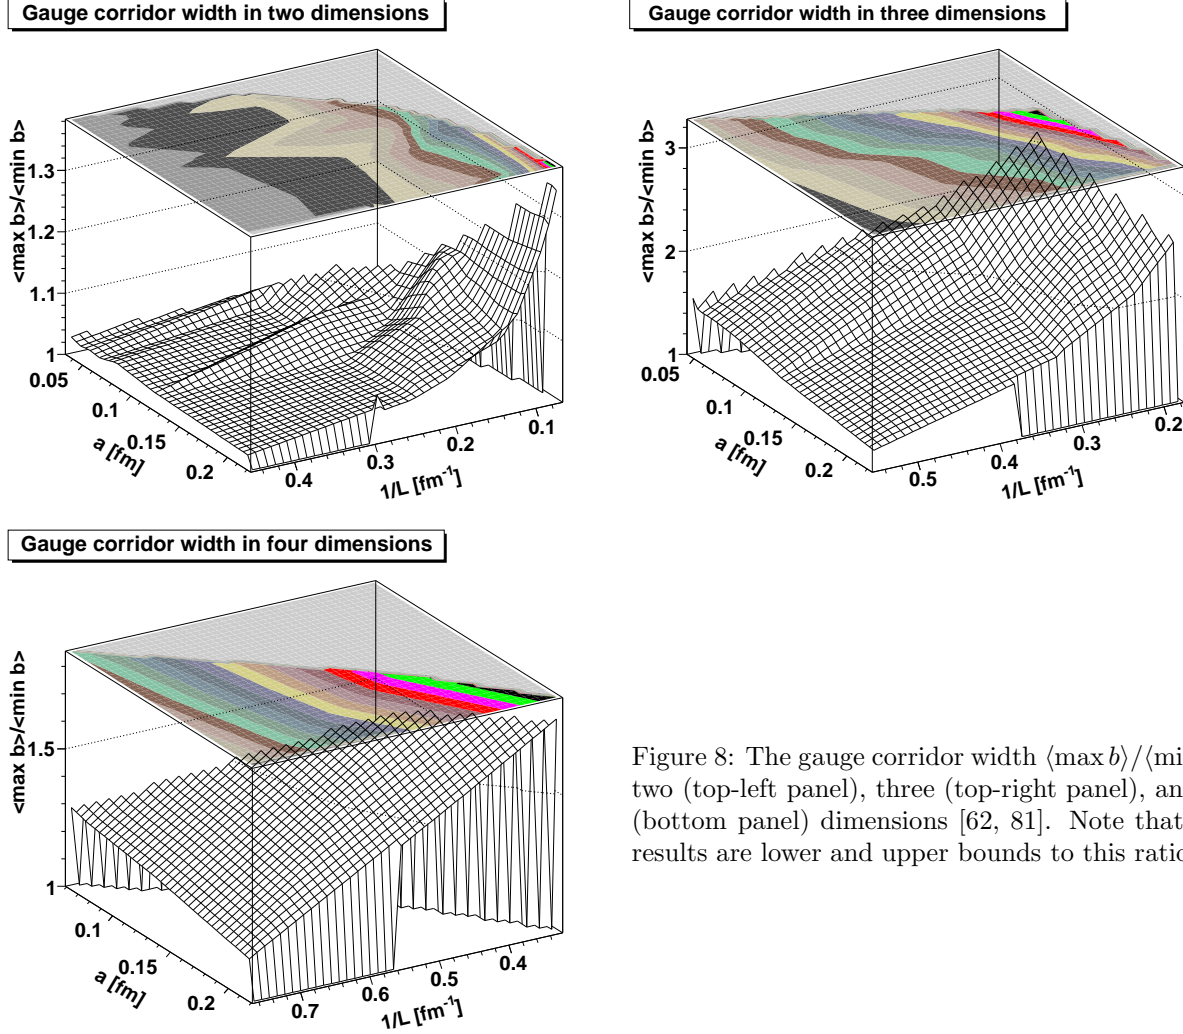 Gauge corridor width in two dimensions
<max b>/<min b>
1.3
1.2
1.1
1
0.05
0.1
0.15
0.2
a [fm]
0.4
0.3
0.2
0.1
1/L [fm⁻¹]
Gauge corridor width in three dimensions
<max b>/<min b>
3
2
1
0.05
0.1
0.15
0.2
a [fm]
0.5
0.4
0.3
0.2
1/L [fm⁻¹]
Gauge corridor width in four dimensions
<max b>/<min b>
1.5
1
0.1
0.15
0.2
a [fm]
0.7
0.6
0.5
0.4
1/L [fm⁻¹]
Figure 8: The gauge corridor width ⟨max b⟩/⟨mi
two (top-left panel), three (top-right panel), an
(bottom panel) dimensions [62, 81]. Note that
results are lower and upper bounds to this ratio